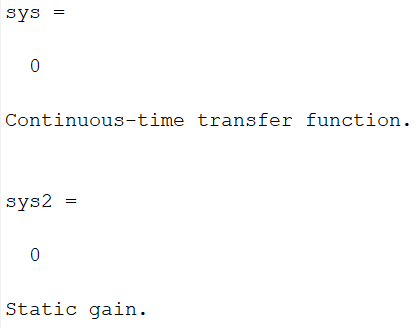 sys =
0
Continuous-time transfer function.
sys2 =
0
Static gain.